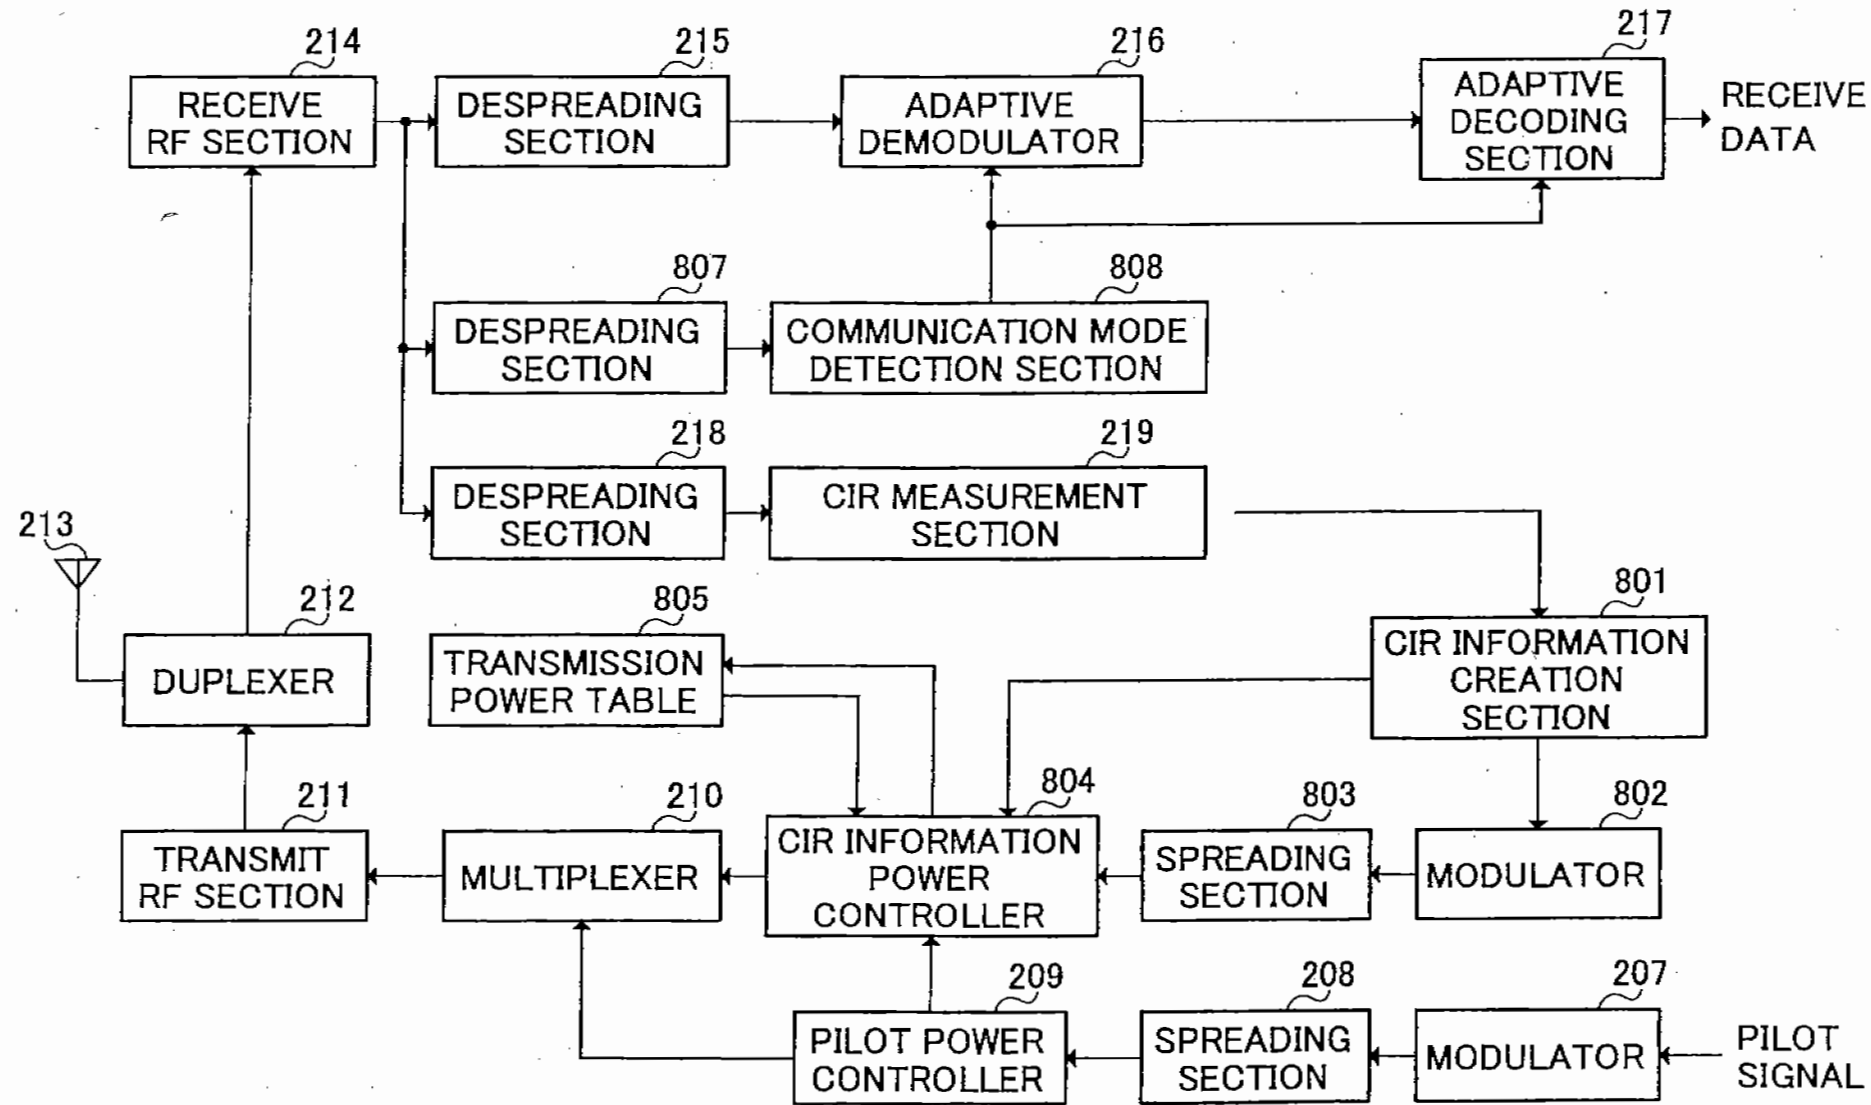 214
RECEIVE
RF SECTION
215
DESPREADING
SECTION
216
ADAPTIVE
DEMODULATOR
217
ADAPTIVE
DECODING
SECTION
RECEIVE
DATA
807
DESPREADING
SECTION
808
COMMUNICATION MODE
DETECTION SECTION
218
DESPREADING
SECTION
219
CIR MEASUREMENT
SECTION
213
212
DUPLEXER
805
TRANSMISSION
POWER TABLE
801
CIR INFORMATION
CREATION
SECTION
211
TRANSMIT
RF SECTION
210
MULTIPLEXER
804
CIR INFORMATION
POWER
CONTROLLER
803
SPREADING
SECTION
802
MODULATOR
209
PILOT POWER
CONTROLLER
208
SPREADING
SECTION
207
MODULATOR
PILOT
SIGNAL